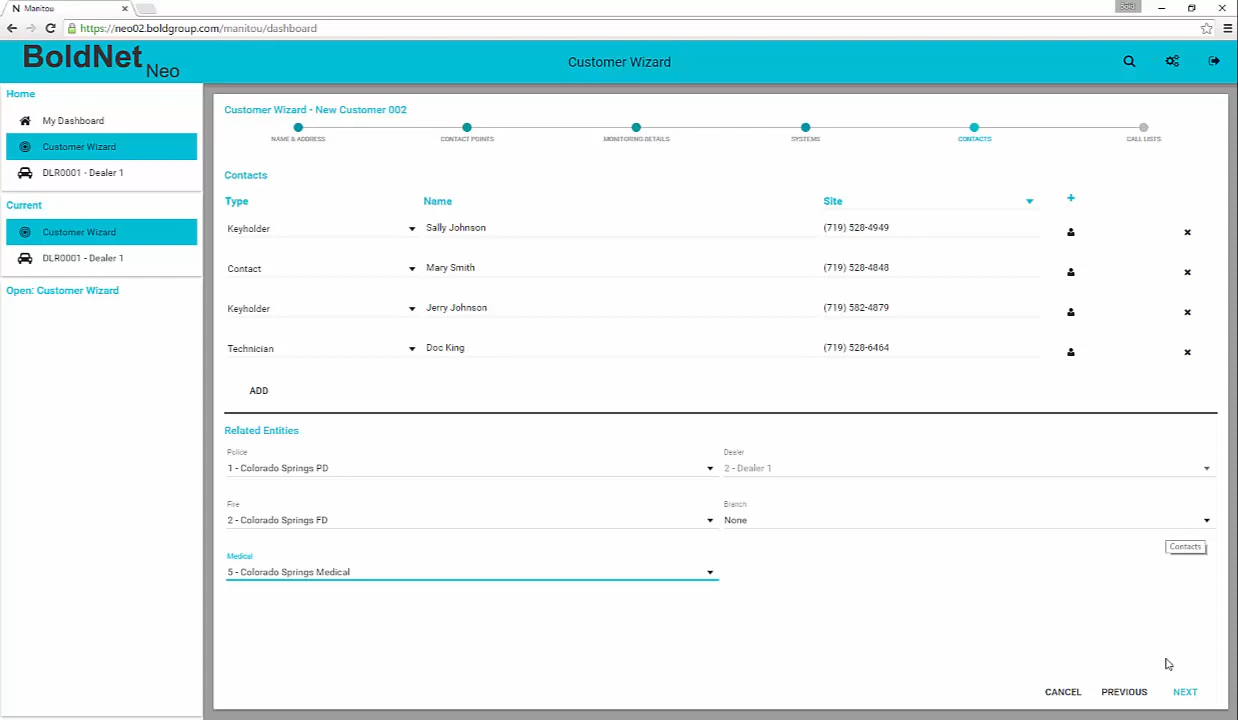 Manitou
Bold
https://neo02.boldgroup.com/manitou/dashboard
BoldNet Neo
Customer Wizard
Home
My Dashboard
Customer Wizard
DLR0001 - Dealer 1
Current
Customer Wizard
DLR0001 - Dealer 1
Open: Customer Wizard
Customer Wizard - New Customer 002
NAME & ADDRESS CONTACT POINTS MONITORING DETAILS SYSTEMS CONTACTS CALL LISTS
Contacts
Type Name Site +
Keyholder Sally Johnson (719) 528-4949
Contact Mary Smith (719) 528-4848
Keyholder Jerry Johnson (719) 582-4879
Technician Doc King (719) 528-6464
ADD
Related Entities
Police Dealer
1 - Colorado Springs PD 2 - Dealer 1
Fire Branch
2 - Colorado Springs FD None
Contacts
Medical
5 - Colorado Springs Medical
CANCEL PREVIOUS NEXT